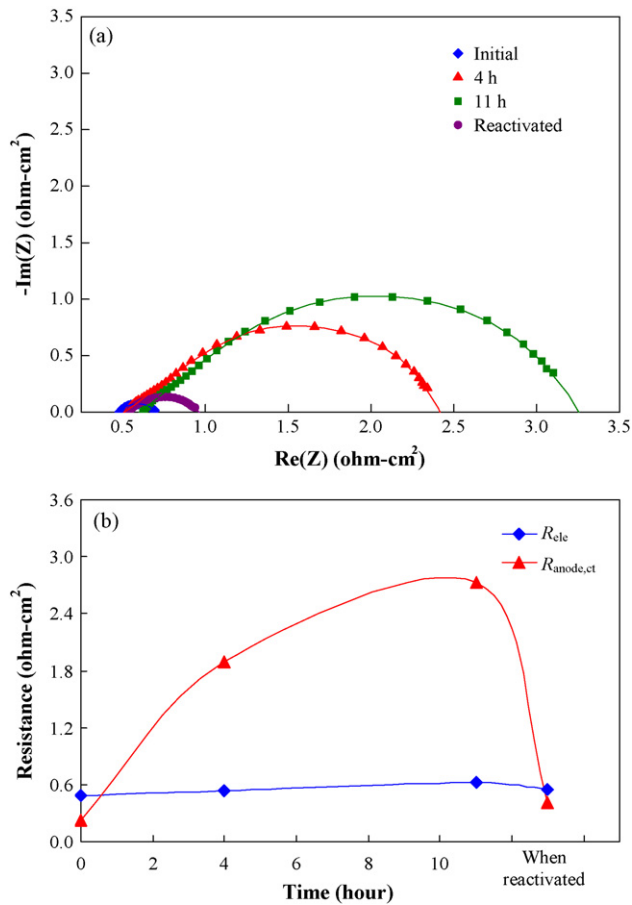 (a)
Initial
4 h
11 h
Reactivated
3.5
3.0
2.5
2.0
1.5
1.0
0.5
0.0
-Im(Z) (ohm-cm²)
0.5 1.0 1.5 2.0 2.5 3.0 3.5
Re(Z) (ohm-cm²)
(b)
R_ele
R_anode,ct
3.6
3.0
2.4
1.8
1.2
0.6
0.0
Resistance (ohm-cm²)
0 2 4 6 8 10 When
reactivated
Time (hour)